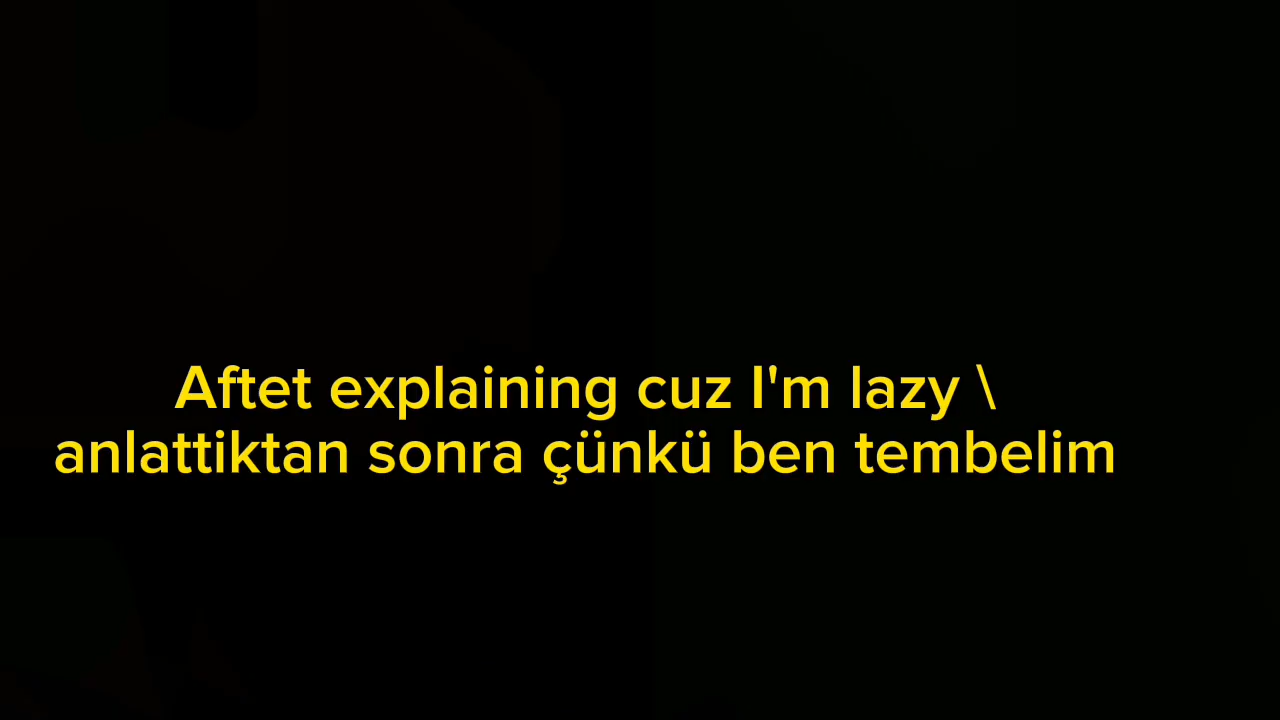 Aftet explaining cuz I'm lazy \
anlattiktan sonra çünkü ben tembelim